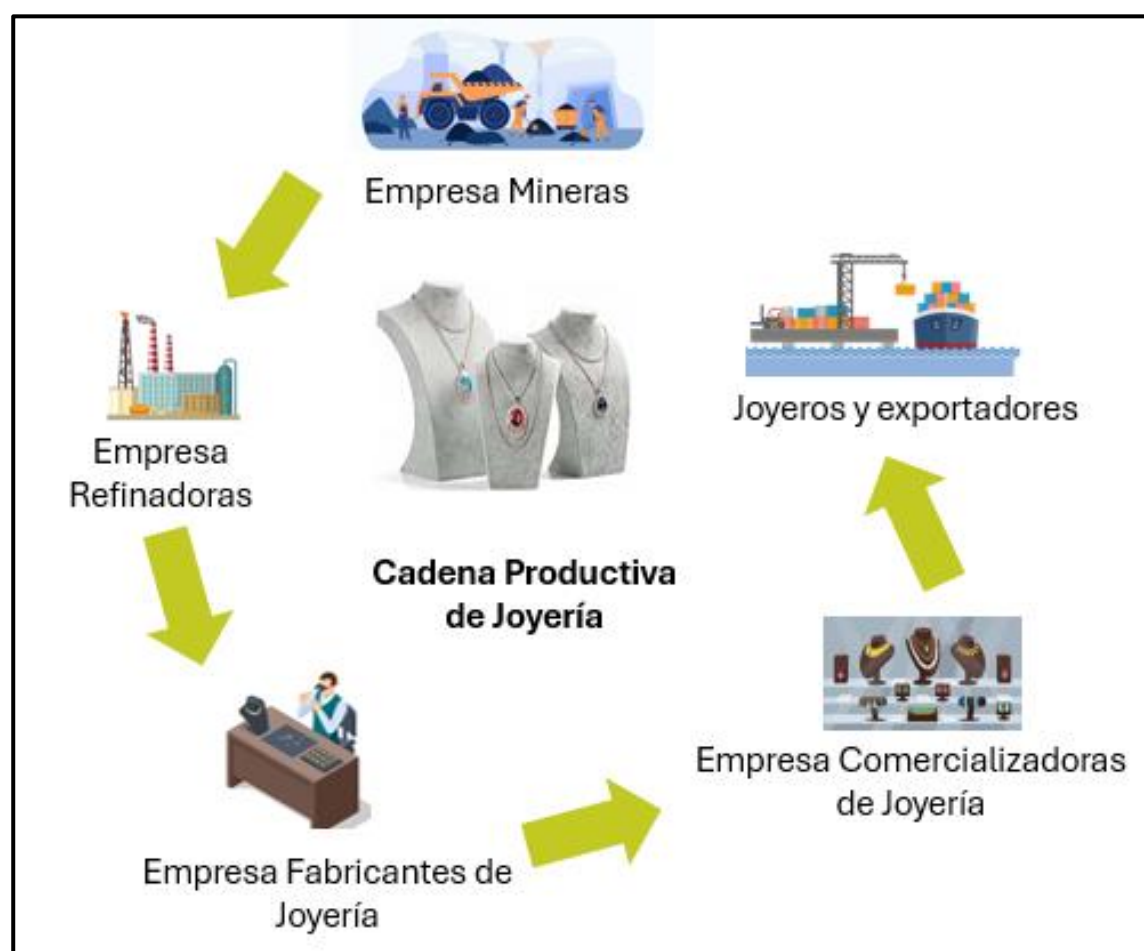 Empresa Mineras
Empresa
Refinadoras
Empresa Fabricantes de
Joyería
Empresa Comercializadoras
de Joyería
Joyeros y exportadores
Cadena Productiva
de Joyería